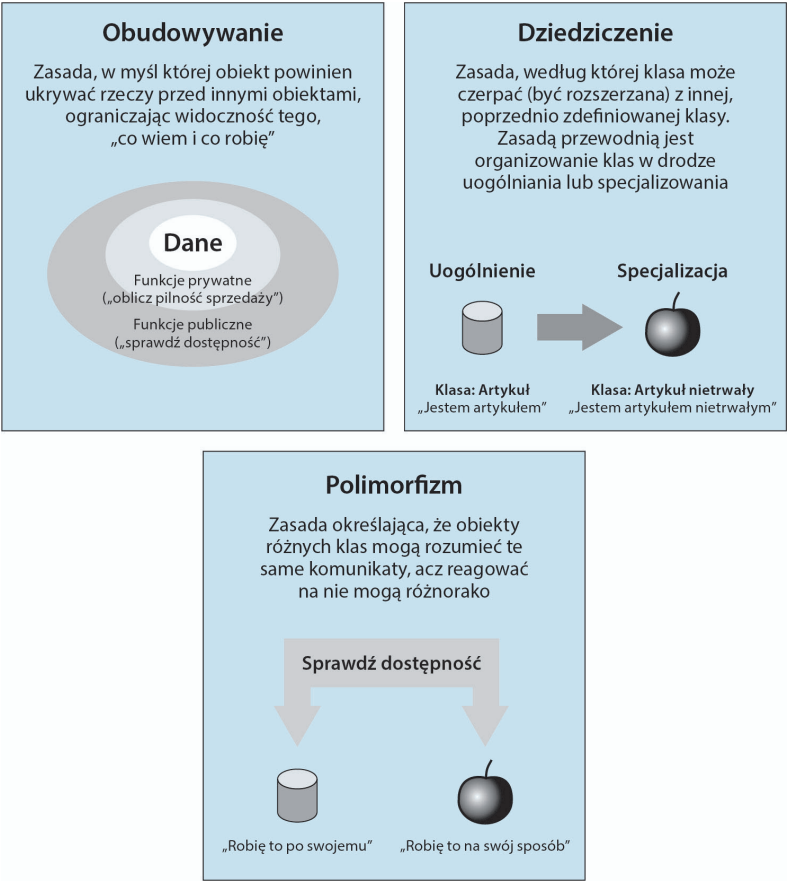 Obudowywanie
Zasada, w myśl której obiekt powinien
ukrywać rzeczy przed innymi obiektami,
ograniczając widoczność tego,
„co wiem i co robię”
Dane
Funkcje prywatne
(„oblicz pilność sprzedaży”)
Funkcje publiczne
(„sprawdź dostępność”)
Dziedziczenie
Zasada, według której klasa może
czerpać (być rozszerzana) z innej,
poprzednio zdefiniowanej klasy.
Zasadą przewodnią jest
organizowanie klas w drodze
uogólniania lub specjalizowania
Uogólnienie
Specjalizacja
Klasa: Artykuł
„Jestem artykułem”
Klasa: Artykuł nietrwały
„Jestem artykułem nietrwałym”
Polimorfizm
Zasada określająca, że obiekty
różnych klas mogą rozumieć te
same komunikaty, acz reagować
na nie mogą różnorako
Sprawdź dostępność
„Robię to po swojemu”
„Robię to na swój sposób”